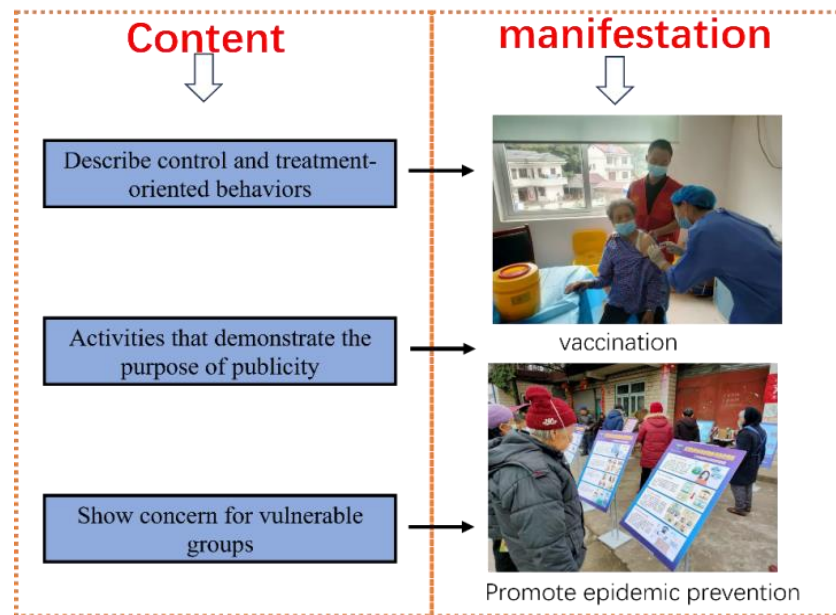 Content
manifestation
Describe control and treatment-
oriented behaviors
Activities that demonstrate the
purpose of publicity
vaccination
Show concern for vulnerable
groups
Promote epidemic prevention